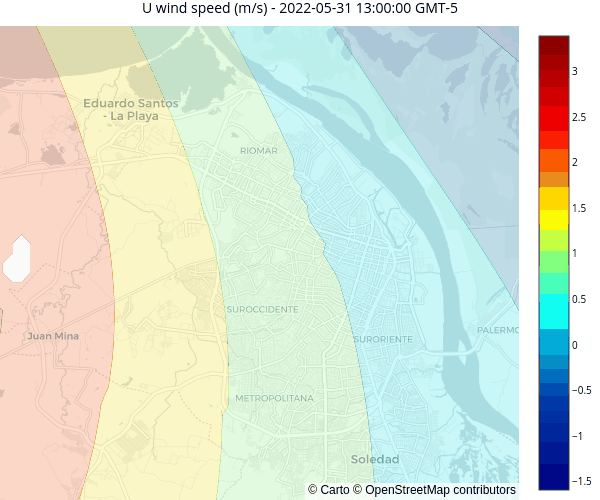 U wind speed (m/s) - 2022-05-31 13:00:00 GMT-5
Eduardo Santos
- La Playa
RIOMAR
SUROCCIDENTE
Juan Mina
SURORIENTE
PALERMO
METROPOLITANA
Soledad
© Carto © OpenStreetMap contributors
3
2.5
2
1.5
1
0.5
0
−0.5
−1
−1.5